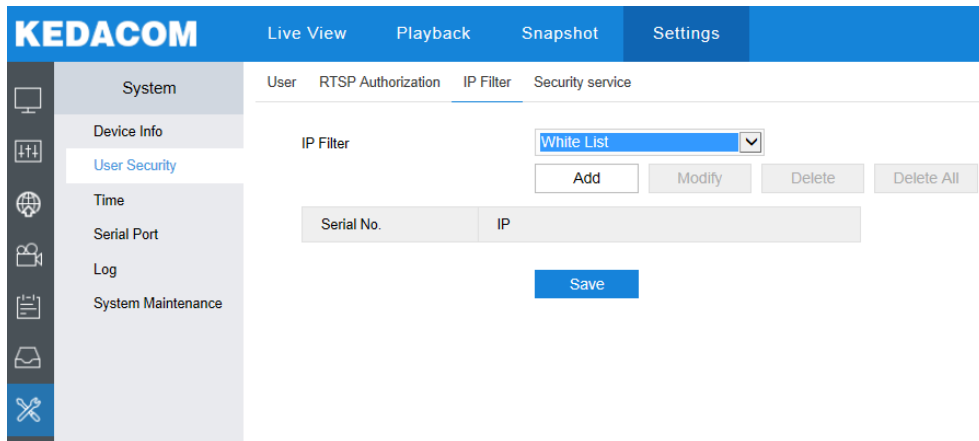 KEDACOM Live View Playback Snapshot Settings
System
User RTSP Authorization IP Filter Security service
Device Info
User Security
Time
Serial Port
Log
System Maintenance
IP Filter White List
Add Modify Delete Delete All
Serial No. IP
Save